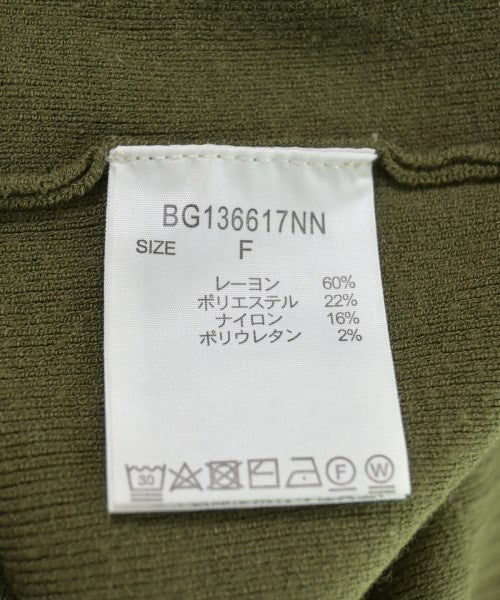 BG136617NN
SIZE F
レーヨン 60%
ポリエステル 22%
ナイロン 16%
ポリウレタン 2%
30 F W